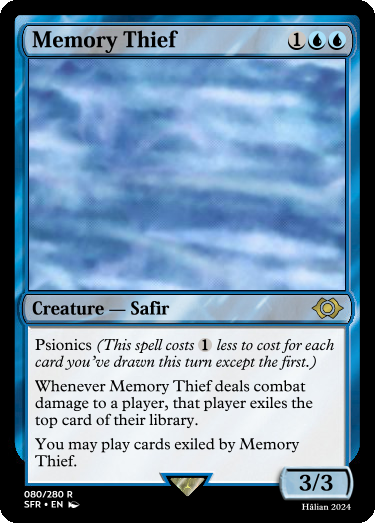 Memory Thief 1
Creature — Safir
Psionics (This spell costs 1 less to cost for each
card you've drawn this turn except the first.)
Whenever Memory Thief deals combat
damage to a player, that player exiles the
top card of their library.
You may play cards exiled by Memory
Thief.
3/3
080/280 R
SFR • EN
Hālian 2024